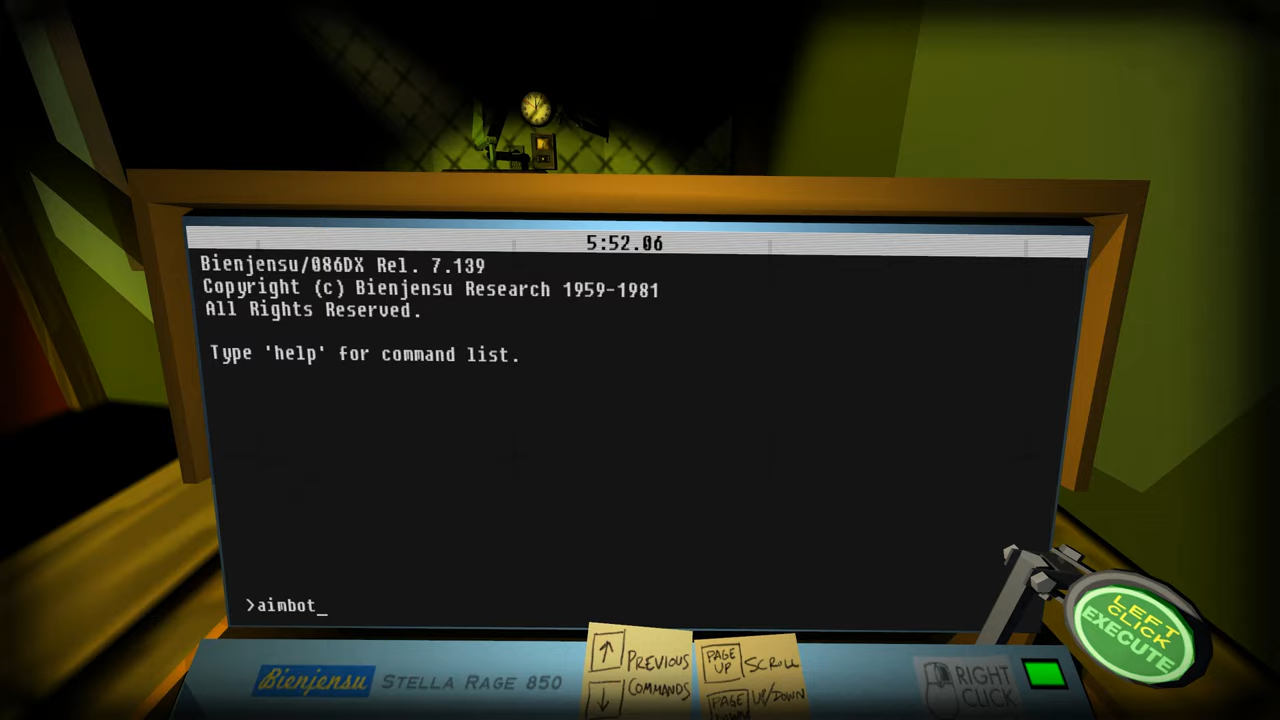 5:52.06
Bienjensu/086DX Rel. 7.139
Copyright (c) Bienjensu Research 1959-1981
All Rights Reserved.
Type 'help' for command list.
>aimbot_
LEFT
CLICK
EXECUTE
↑ PREVIOUS
↓ COMMANDS
PAGE
UP SCROLL
PAGE UP/DOWN
Bienjensu STELLA RAGE 850
RIGHT
CLICK